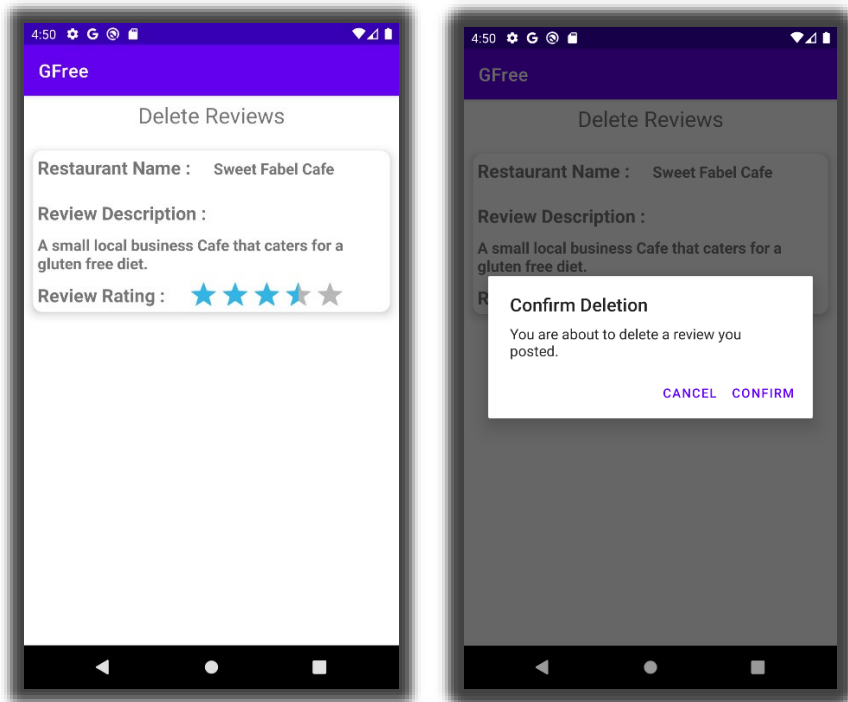 4:50
GFree
Delete Reviews
Restaurant Name : Sweet Fabel Cafe
Review Description :
A small local business Cafe that caters for a
gluten free diet.
Review Rating :
4:50
GFree
Delete Reviews
Restaurant Name : Sweet Fabel Cafe
Review Description :
A small local business Cafe that caters for a
gluten free diet.
R
Confirm Deletion
You are about to delete a review you
posted.
CANCEL CONFIRM